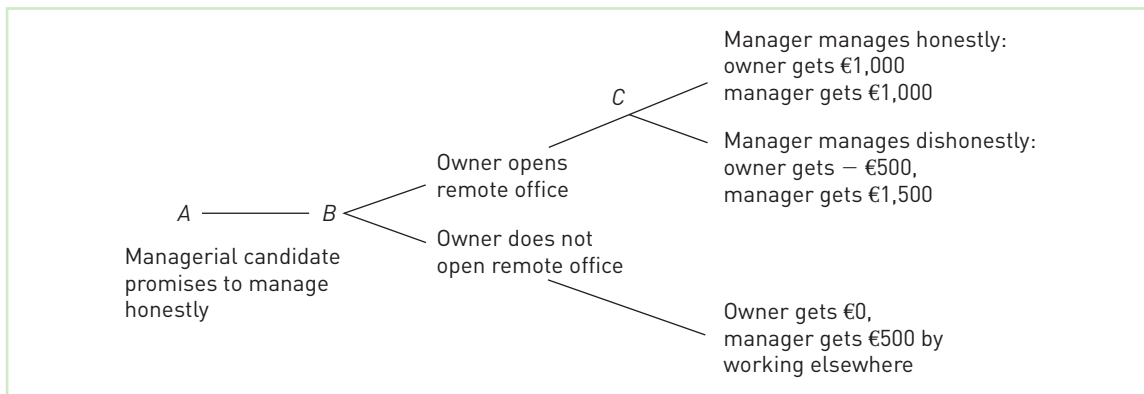 Manager manages honestly:
owner gets €1,000
manager gets €1,000
C
Manager manages dishonestly:
owner gets – €500,
manager gets €1,500
Owner opens
remote office
A
B
Managerial candidate
promises to manage
honestly
Owner does not
open remote office
Owner gets €0,
manager gets €500 by
working elsewhere